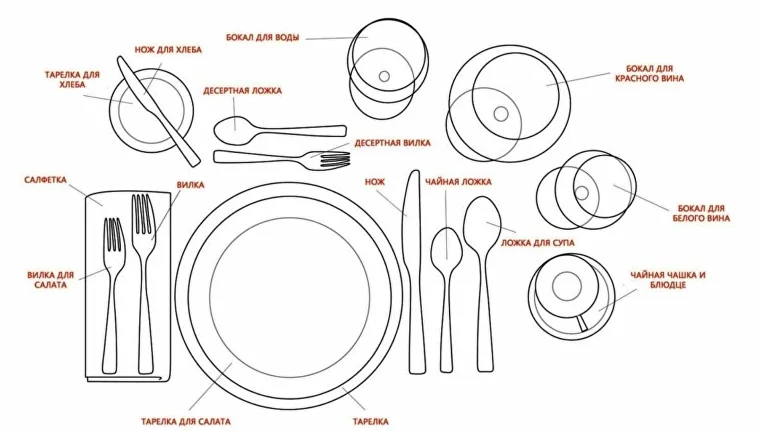 БОКАЛ ДЛЯ ВОДЫ
НОЖ ДЛЯ ХЛЕБА
ТАРЕЛКА ДЛЯ
ХЛЕБА
ДЕСЕРТНАЯ ЛОЖКА
БОКАЛ ДЛЯ
КРАСНОГО ВИНА
ДЕСЕРТНАЯ ВИЛКА
САЛФЕТКА
ВИЛКА
НОЖ
ЧАЙНАЯ ЛОЖКА
БОКАЛ ДЛЯ
БЕЛОГО ВИНА
ЛОЖКА ДЛЯ СУПА
ВИЛКА ДЛЯ
САЛАТА
ЧАЙНАЯ ЧАШКА И
БЛЮДЦЕ
ТАРЕЛКА ДЛЯ САЛАТА
ТАРЕЛКА